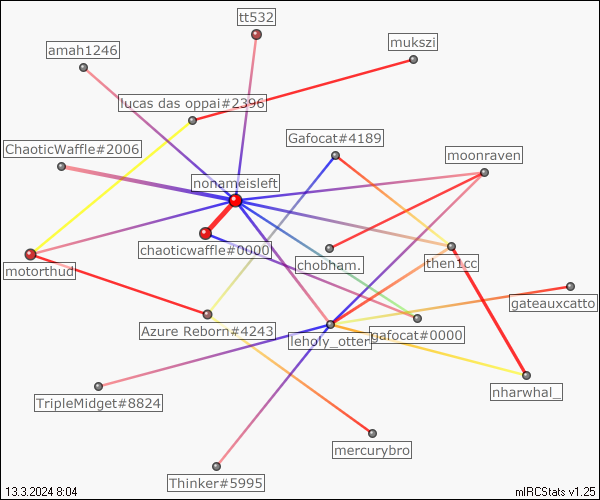 tt532
mukszi
amah1246
lucas das oppai#2396
Gafocat#4189
ChaoticWaffle#2006
moonraven
nonameisleft
chaoticwaffle#0000
chobham.
then1cc
motorthud
gateauxcatto
Azure Reborn#4243
gafocat#0000
leholy_otter
nharwhal_
TripleMidget#8824
mercurybro
Thinker#5995
13.3.2024 8:04
mIRCStats v1.25